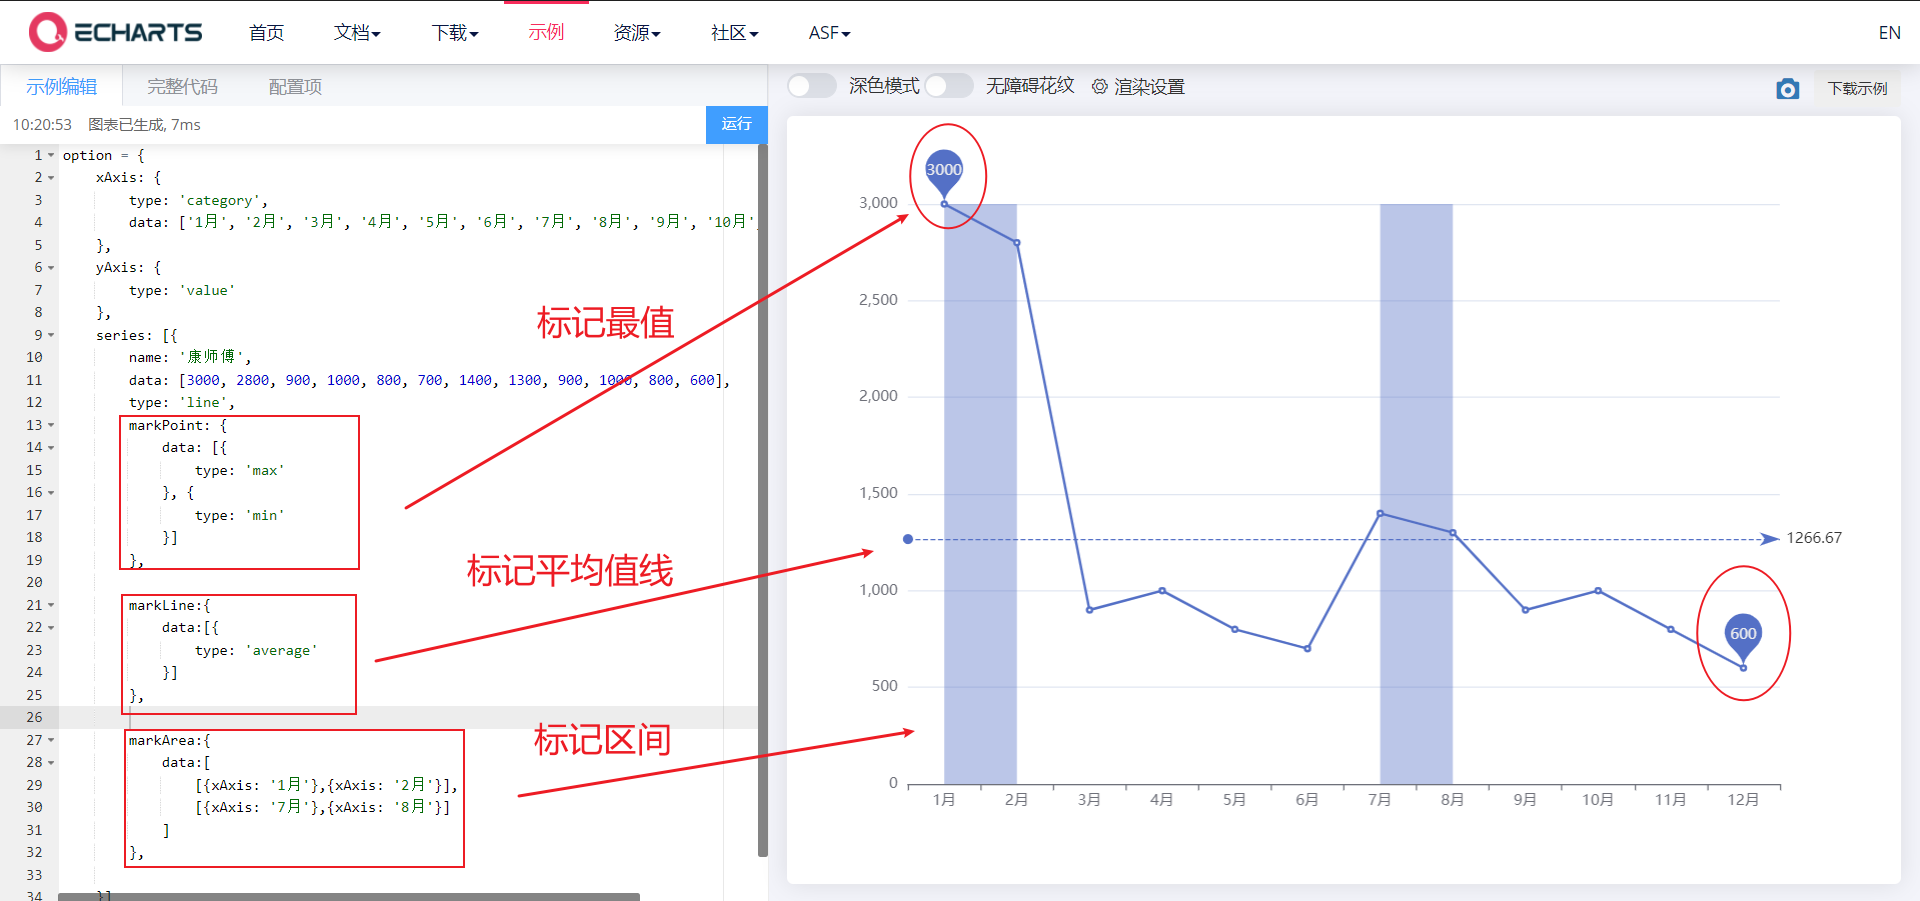 ECHARTS 首页 文档 下载 示例 资源 社区 ASF EN
示例编辑 完整代码 配置项
深色模式 无障碍花纹 渲染设置 下载示例
10:20:53 图表已生成, 7ms 运行
1 option = {
2 xAxis: {
3 type: 'category',
4 data: ['1月', '2月', '3月', '4月', '5月', '6月', '7月', '8月', '9月', '10月',
5 },
6 yAxis: {
7 type: 'value'
8 },
9 series: [{
10 name: '康师傅',
11 data: [3000, 2800, 900, 1000, 800, 700, 1400, 1300, 900, 1000, 800, 600],
12 type: 'line',
13 markPoint: {
14 data: [{
15 type: 'max'
16 }, {
17 type: 'min'
18 }]
19 },
20
21 markLine:{
22 data:[{
23 type: 'average'
24 }]
25 },
26
27 markArea:{
28 data:[
29 [{xAxis: '1月'},{xAxis: '2月'}],
30 [{xAxis: '7月'},{xAxis: '8月'}]
31 ]
32 },
33
34 }]
标记最值
标记平均值线
标记区间
3000
3,000
2,500
2,000
1,500
1266.67
1,000
600
500
0
1月 2月 3月 4月 5月 6月 7月 8月 9月 10月 11月 12月